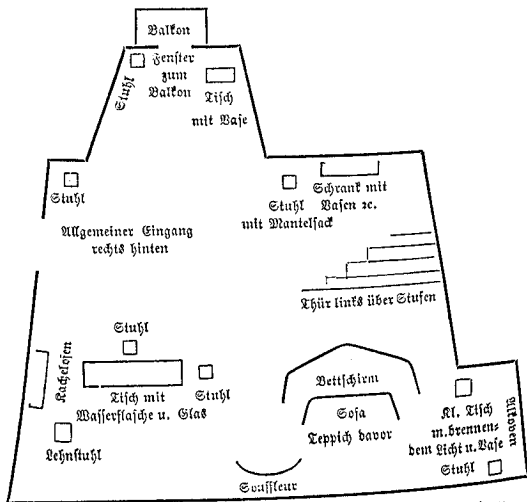 Balkon
Fenster
zum
Balkon
Stuhl
Tisch
mit Vase
Stuhl
Allgemeiner Eingang
rechts hinten
Stuhl
mit Mantelsack
Schrank mit
Vasen ꝛc.
Thür links über Stufen
Kachelofen
Stuhl
Tisch mit
Wasserflasche u. Glas
Stuhl
Lehnstuhl
Bettschirm
Sofa
Teppich davor
Souffleur
Kl. Tisch
m. brennen-
dem Licht u. Vase
Stuhl
Alkoven